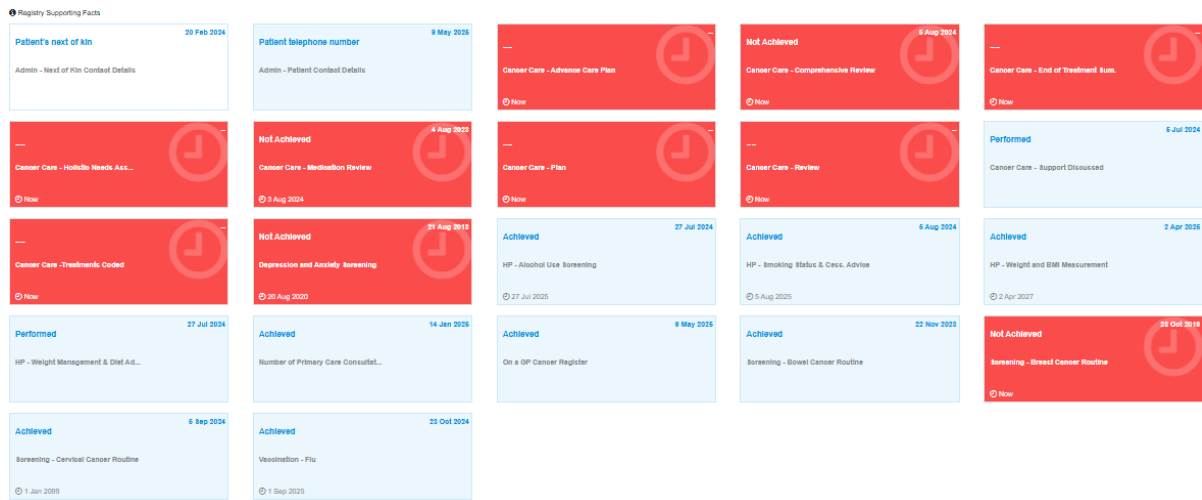 Registry Supporting Facts
20 Feb 2024
Patient's next of kin
Admin - Next of Kin Contact Details
9 May 2025
Patient telephone number
Admin - Patient Contact Details
--
--
Cancer Care - Advance Care Plan
Now
5 Aug 2024
Not Achieved
Cancer Care - Comprehensive Review
Now
--
--
Cancer Care - End of Treatment Sum.
Now
--
--
Cancer Care - Holistic Needs Ass...
Now
4 Aug 2023
Not Achieved
Cancer Care - Medication Review
3 Aug 2024
--
--
Cancer Care - Plan
Now
--
--
Cancer Care - Review
Now
5 Jul 2024
Performed
Cancer Care - Support Discussed
--
--
Cancer Care -Treatments Coded
Now
21 Aug 2018
Not Achieved
Depression and Anxiety Screening
20 Aug 2020
27 Jul 2024
Achieved
HP - Alcohol Use Screening
27 Jul 2025
5 Aug 2024
Achieved
HP - Smoking Status & Cess. Advice
5 Aug 2025
2 Apr 2025
Achieved
HP - Weight and BMI Measurement
2 Apr 2027
27 Jul 2024
Performed
HP - Weight Management & Diet Ad...
14 Jan 2025
Achieved
Number of Primary Care Consultat...
9 May 2025
Achieved
On a GP Cancer Register
22 Nov 2023
Achieved
Screening - Bowel Cancer Routine
23 Oct 2019
Not Achieved
Screening - Breast Cancer Routine
Now
5 Sep 2024
Achieved
Screening - Cervical Cancer Routine
1 Jan 2099
23 Oct 2024
Achieved
Vaccination - Flu
1 Sep 2025